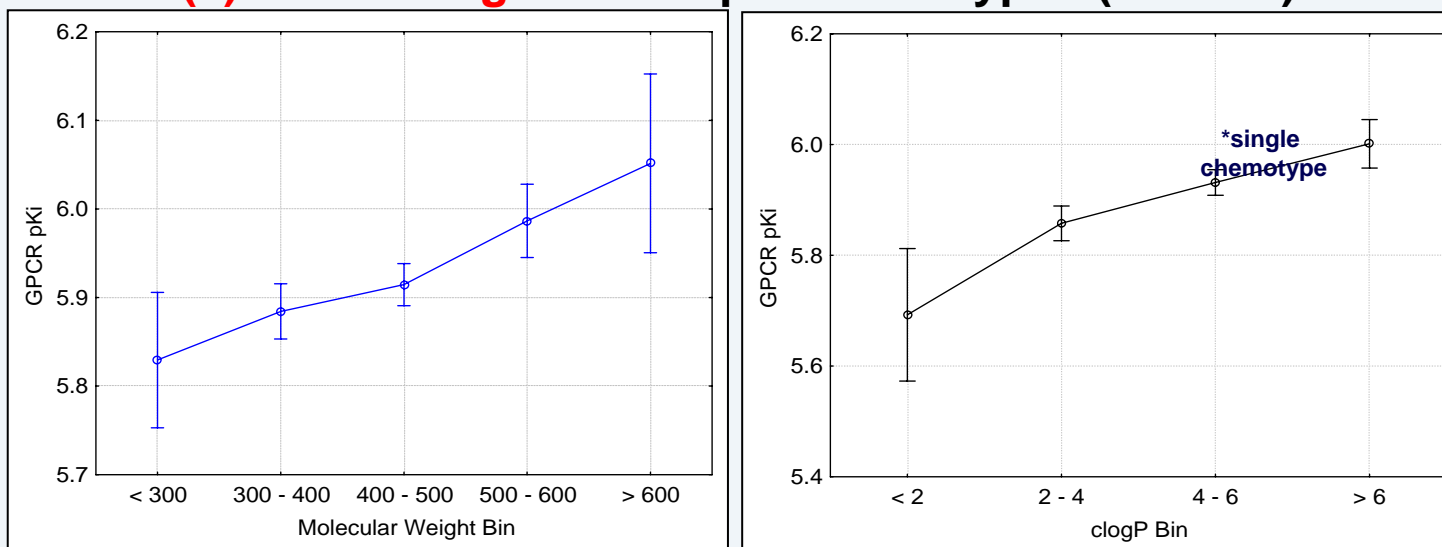 6.2
6.1
6.0
5.9
5.8
5.7
GPCR pKi
< 300 300 - 400 400 - 500 500 - 600 > 600
Molecular Weight Bin
6.2
6.0
5.8
5.6
5.4
GPCR pKi
*single
chemotype
< 2 2 - 4 4 - 6 > 6
clogP Bin